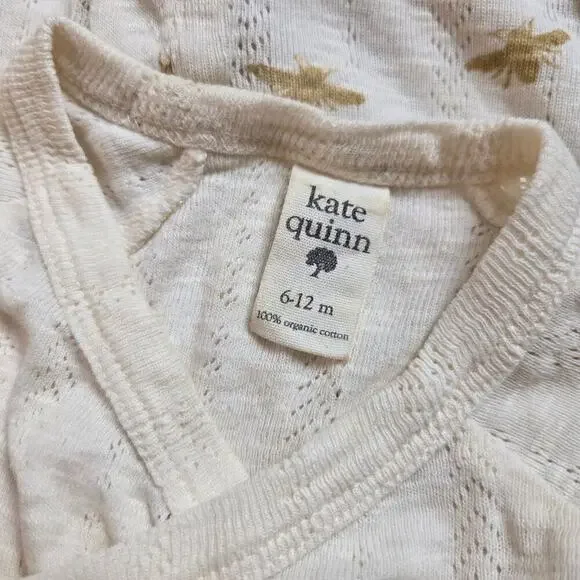 kate
quinn
6-12 m
100% organic cotton